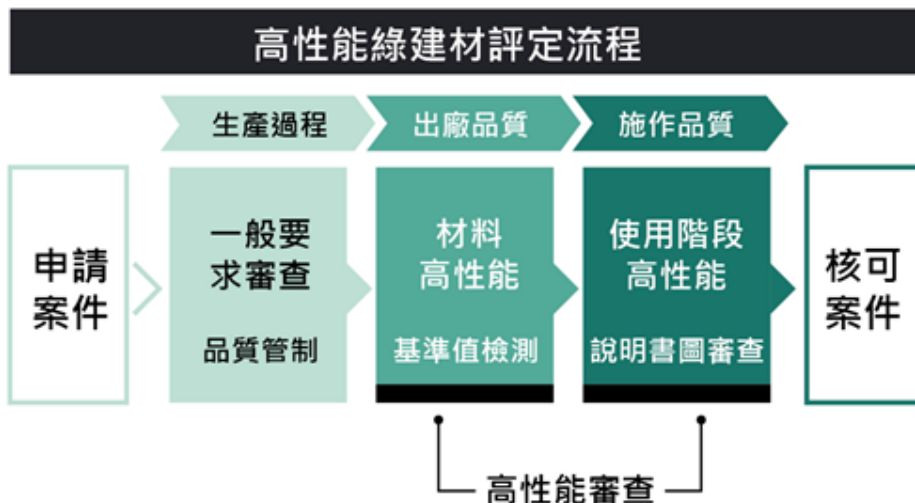 高性能綠建材評定流程
生產過程
出廠品質
施作品質
申請
案件
一般要
求審查
品質管制
材料
高性能
基準值檢測
使用階段
高性能
說明書圖審查
核可
案件
高性能審查